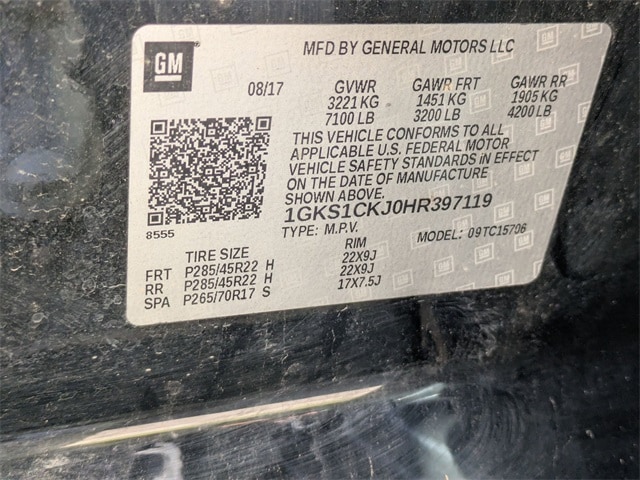 GM
MFD BY GENERAL MOTORS LLC
08/17 GVWR GAWR FRT GAWR RR
3221 KG 1451 KG 1905 KG
7100 LB 3200 LB 4200 LB
THIS VEHICLE CONFORMS TO ALL
APPLICABLE U.S. FEDERAL MOTOR
VEHICLE SAFETY STANDARDS IN EFFECT
ON THE DATE OF MANUFACTURE
SHOWN ABOVE.
1GKS1CKJ0HR397119
8555 TYPE: M.P.V. MODEL: 09TC15706
TIRE SIZE RIM
FRT P285/45R22 H 22X9J
RR P285/45R22 H 22X9J
SPA P265/70R17 S 17X7.5J